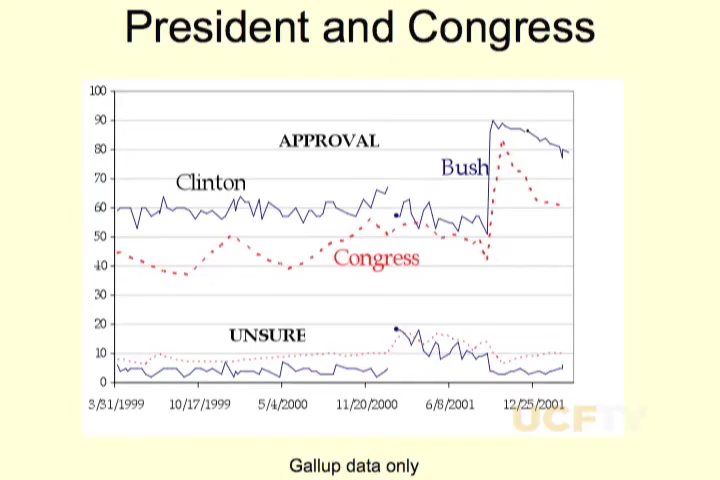 President and Congress
100
90
APPROVAL
80
Bush
70
Clinton
60
50
Congress
40
30
20
UNSURE
10
0
3/31/1999 10/17/1999 5/4/2000 11/20/2000 6/8/2001 12/25/2001
UCFTV
Gallup data only